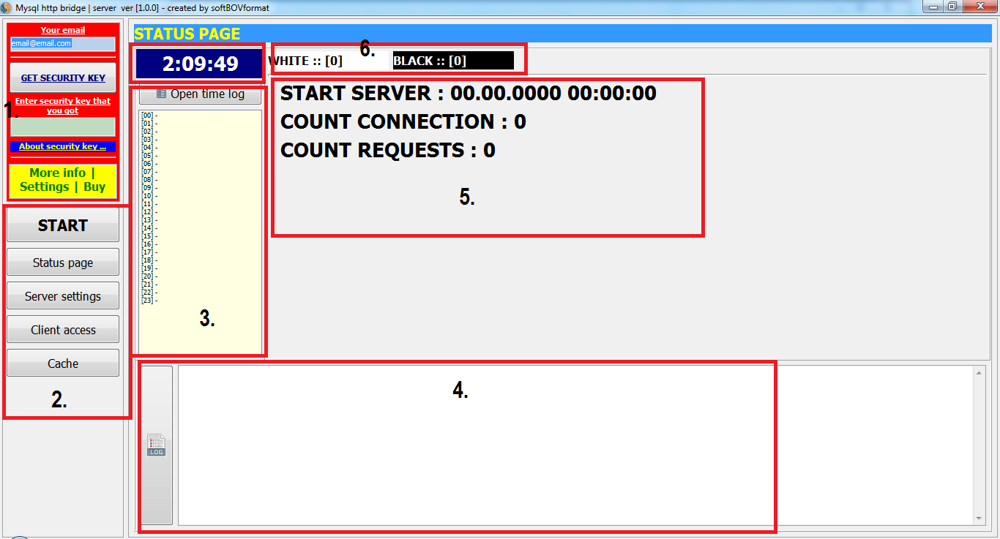 Mysql http bridge | server ver [1.0.0] - created by softBOVformat
Your email
email@email.com
GET SECURITY KEY
Enter security key that
you got
1.
About security key ...
More info |
Settings | Buy
START
Status page
Server settings
Client access
Cache
2.
STATUS PAGE
2:09:49
6.
WHITE :: [0]
BLACK :: [0]
Open time log
[00] -
[01] -
[02] -
[03] -
[04] -
[05] -
[06] -
[07] -
[08] -
[09] -
[10] -
[11] -
[12] -
[13] -
[14] -
[15] -
[16] -
[17] -
[18] -
[19] -
[20] -
[21] -
[22] -
[23] -
3.
START SERVER : 00.00.0000 00:00:00
COUNT CONNECTION : 0
COUNT REQUESTS : 0
5.
4.
LOG